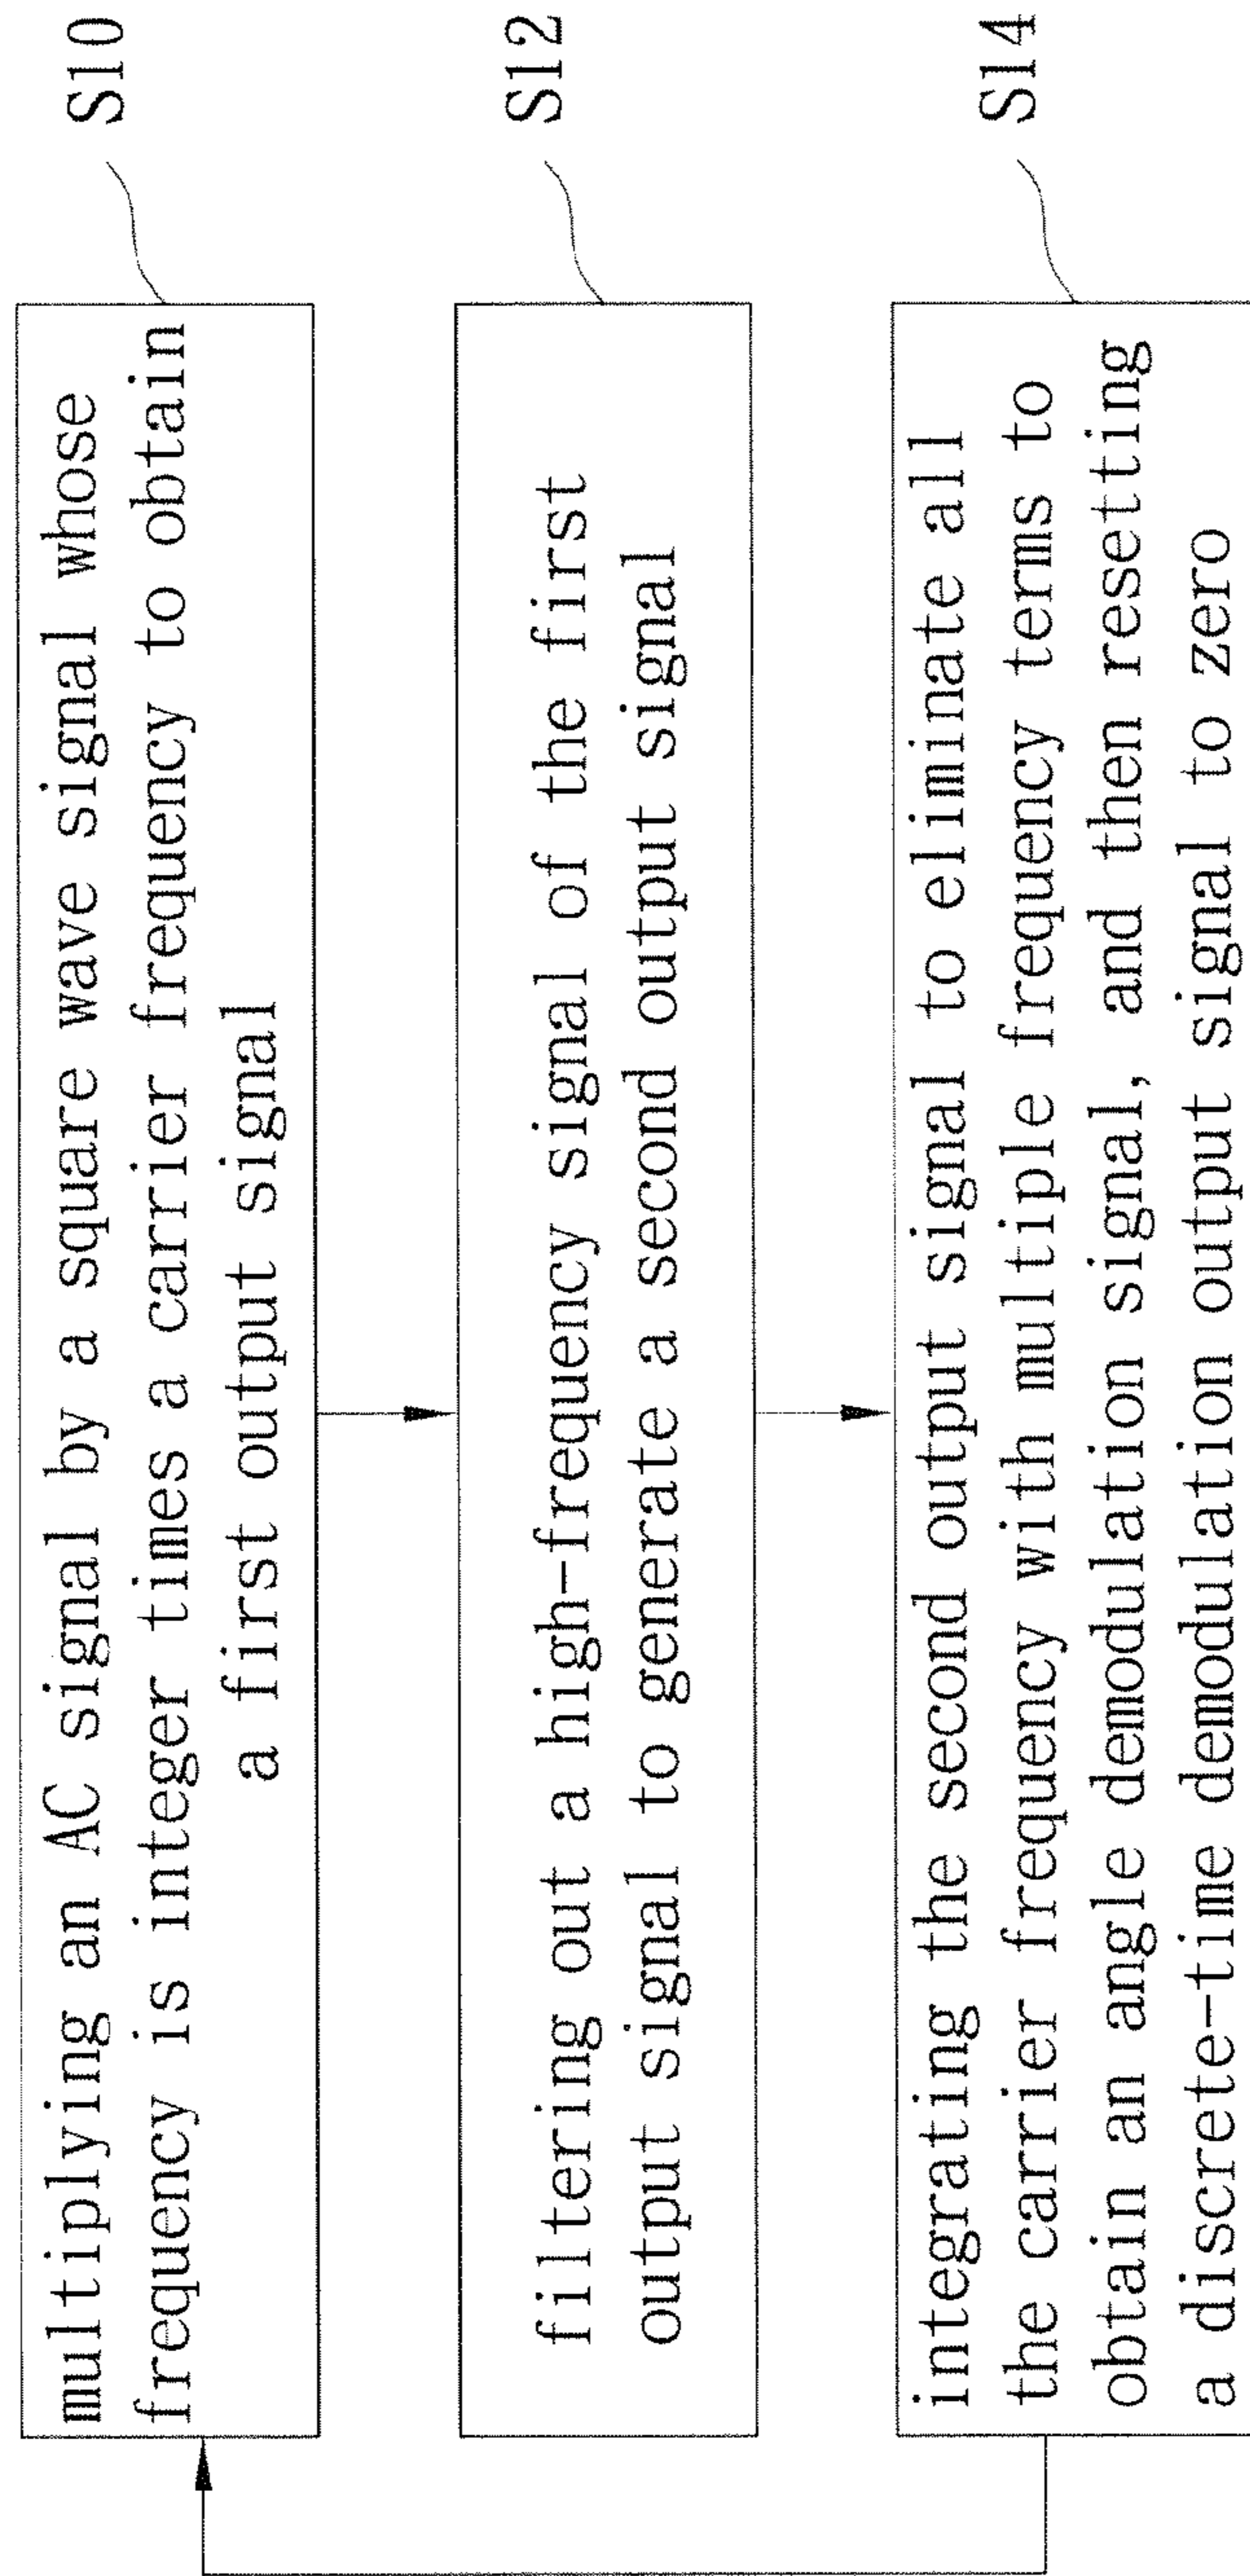 multiplying an AC signal by a square wave signal whose
frequency is integer times a carrier frequency to obtain
a first output signal
S10
filtering out a high-frequency signal of the first
output signal to generate a second output signal
S12
integrating the second output signal to eliminate all
the carrier frequency with multiple frequency terms to
obtain an angle demodulation signal, and then resetting
a discrete-time demodulation output signal to zero
S14